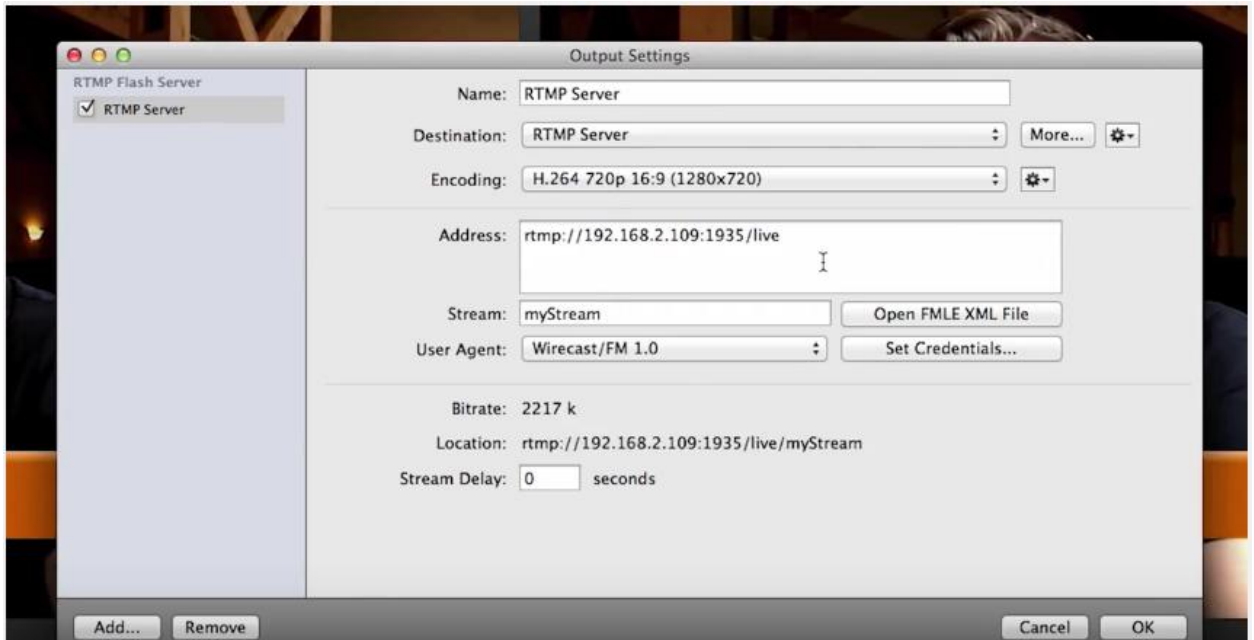 Output Settings
RTMP Flash Server
RTMP Server
Name: RTMP Server
Destination: RTMP Server More...
Encoding: H.264 720p 16:9 (1280x720)
Address: rtmp://192.168.2.109:1935/live
Stream: myStream Open FMLE XML File
User Agent: Wirecast/FM 1.0 Set Credentials...
Bitrate: 2217 k
Location: rtmp://192.168.2.109:1935/live/myStream
Stream Delay: 0 seconds
Add... Remove Cancel OK